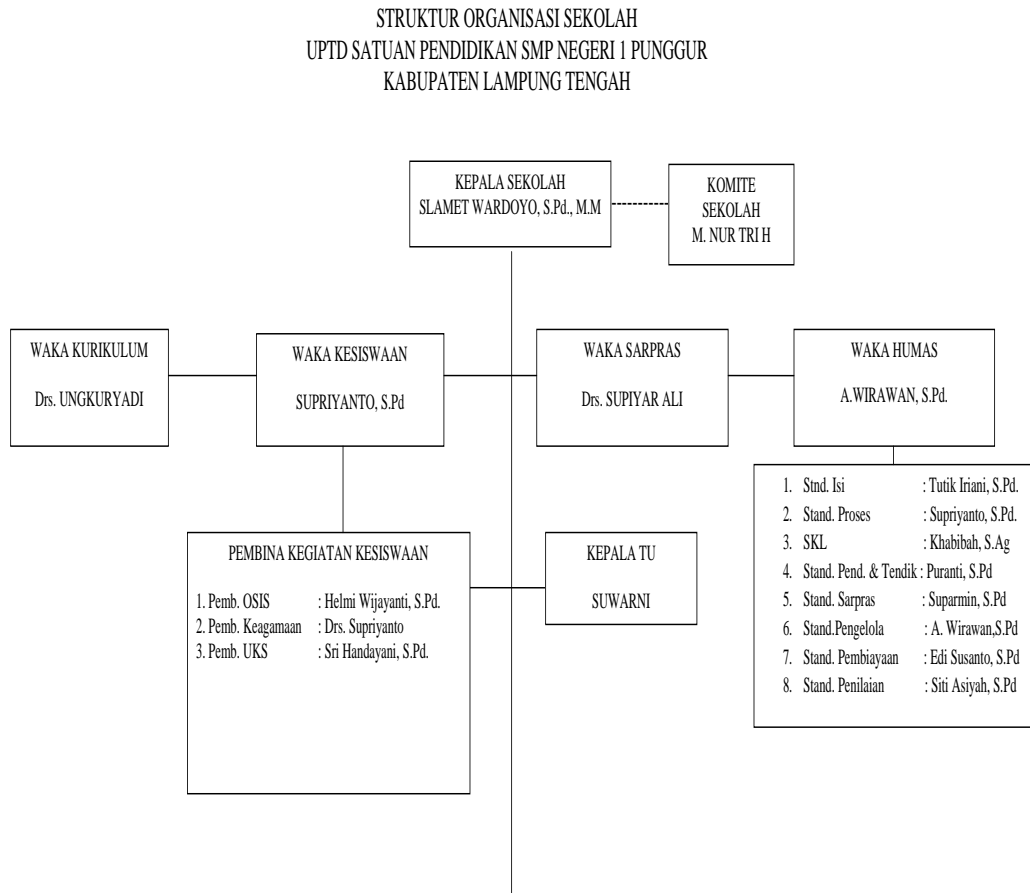 STRUKTUR ORGANISASI SEKOLAH
UPTD SATUAN PENDIDIKAN SMP NEGERI 1 PUNGGUR
KABUPATEN LAMPUNG TENGAH
KEPALA SEKOLAH
SLAMET WARDOYO, S.Pd., M.M
KOMITE
SEKOLAH
M. NUR TRI H
WAKA KURIKULUM
Drs. UNGKURYADI
WAKA KESISWAAN
SUPRIYANTO, S.Pd
WAKA SARPRAS
Drs. SUPIYAR ALI
WAKA HUMAS
A.WIRAWAN, S.Pd.
1. Stnd. Isi : Tutik Iriani, S.Pd.
2. Stand. Proses : Supriyanto, S.Pd.
3. SKL : Khabibah, S.Ag
4. Stand. Pend. & Tendik : Puranti, S.Pd
5. Stand. Sarpras : Suparmin, S.Pd
6. Stand.Pengelola : A. Wirawan,S.Pd
7. Stand. Pembiayaan : Edi Susanto, S.Pd
8. Stand. Penilaian : Siti Asiyah, S.Pd
PEMBINA KEGIATAN KESISWAAN
1. Pemb. OSIS : Helmi Wijayanti, S.Pd.
2. Pemb. Keagamaan : Drs. Supriyanto
3. Pemb. UKS : Sri Handayani, S.Pd.
KEPALA TU
SUWARNI